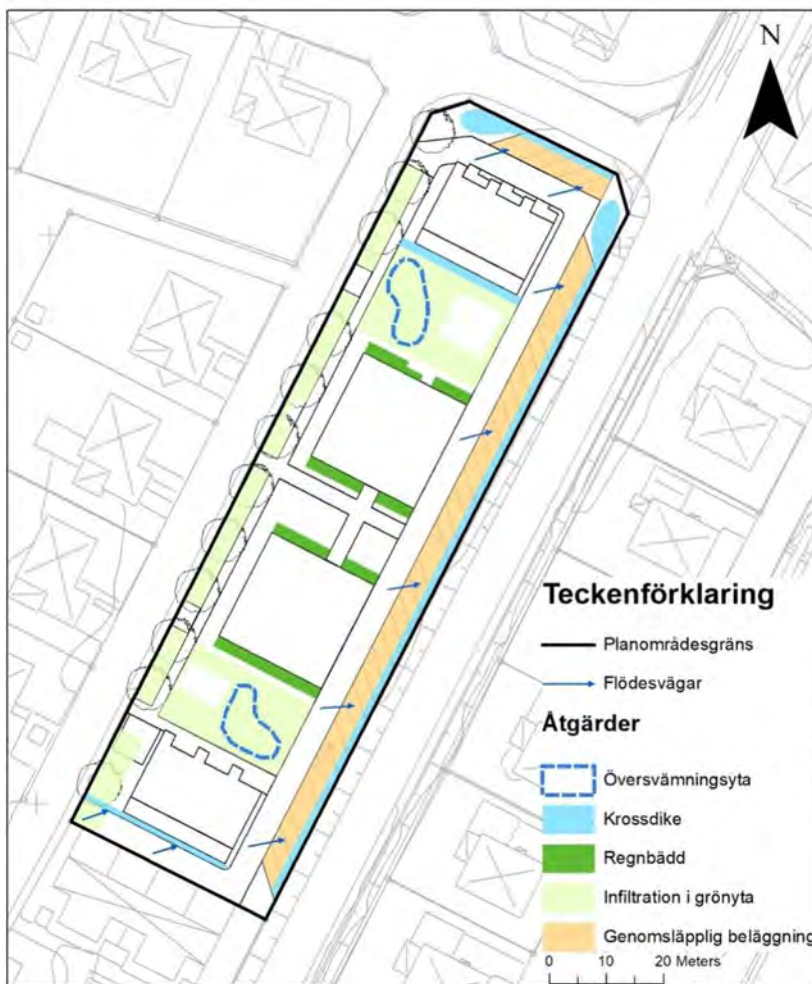 N
Teckenförklaring
Planområdesgräns
Flödesvägar
Åtgärder
Översvämningsyta
Krossdike
Regnbädd
Infiltration i grönyta
Genomsläpplig beläggning
0 10 20 Meters